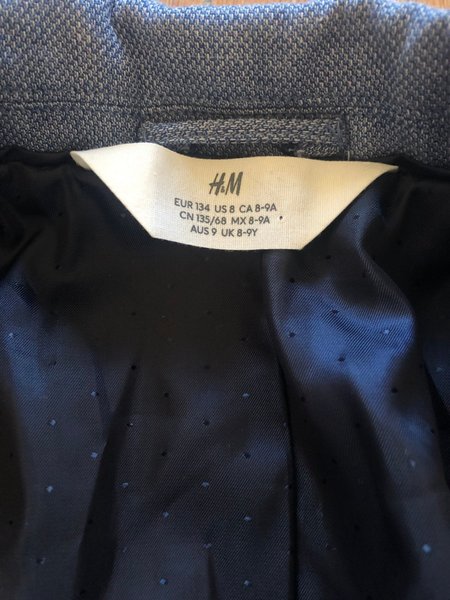 H&M
EUR 134 US 8 CA 8-9A
CN 135/68 MX 8-9A
AUS 9 UK 8-9Y